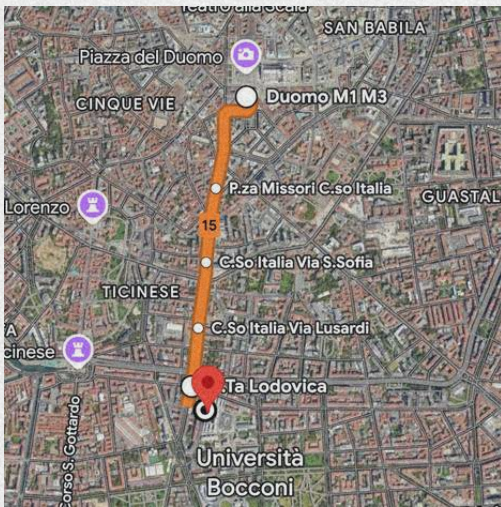 Teatro alla Scala
SAN BABILA
Piazza del Duomo
Duomo M1 M3
CINQUE VIE
P.za Missori C.so Italia
GUASTAL
Lorenzo
15
C.So Italia Via S.Sofia
TICINESE
C.So Italia Via Lusardi
cinese
.Ta Lodovica
Corso S. Gottardo
Università
Bocconi